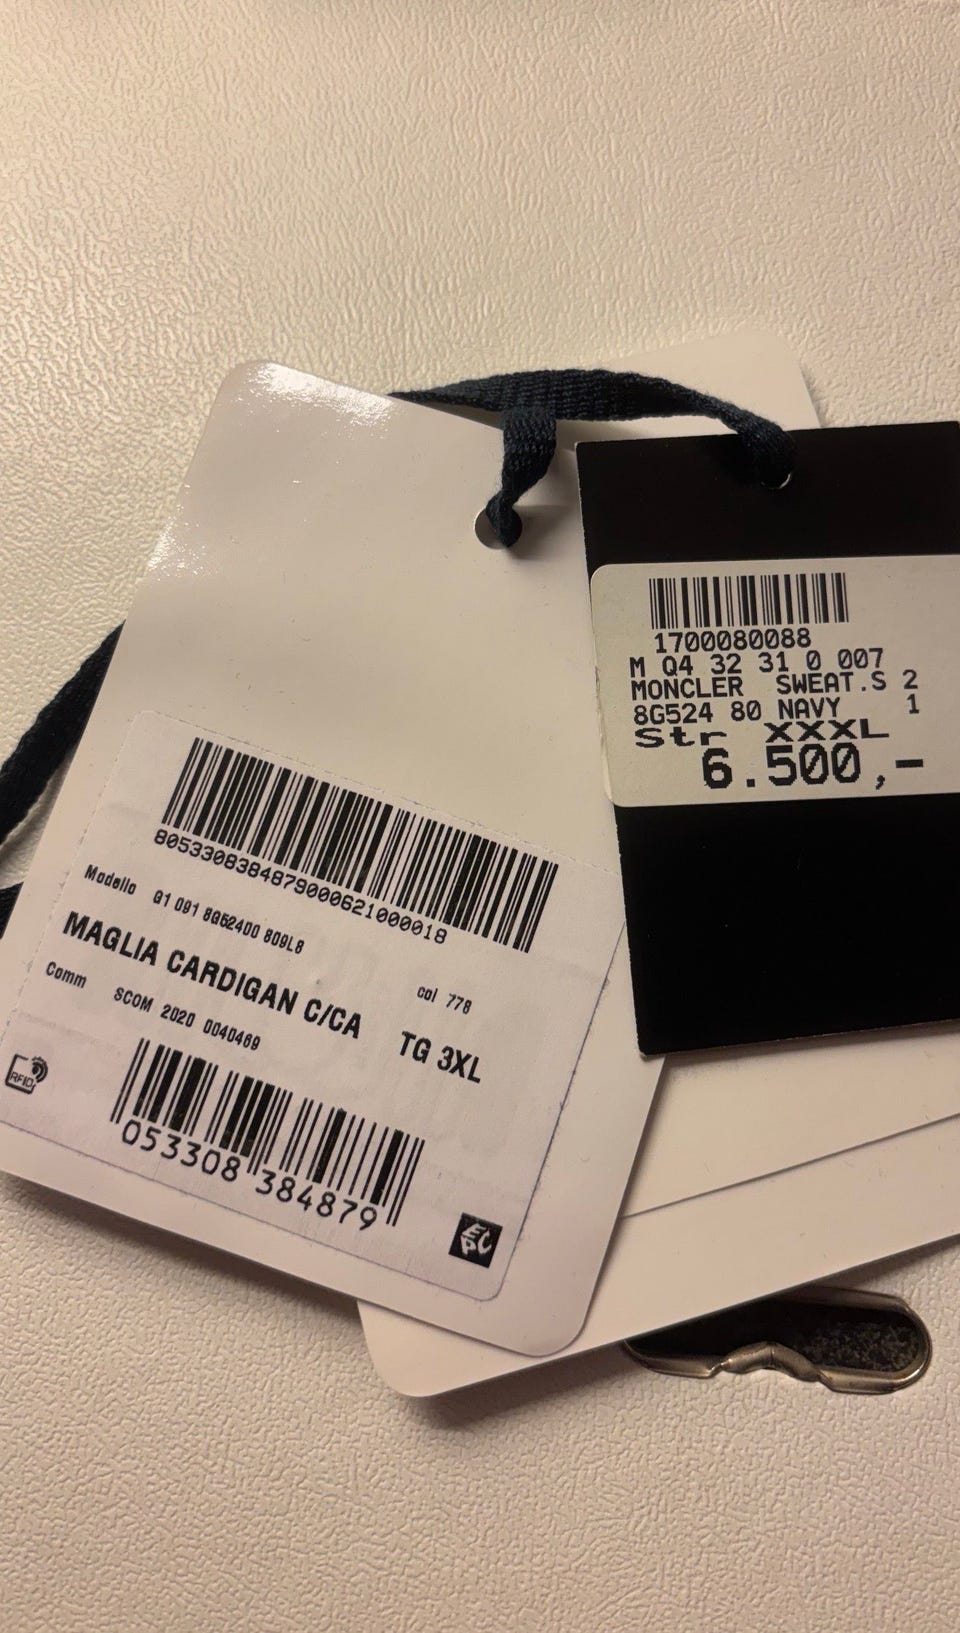 8053308384879000621000018
Modello G1 091 8G52400 809L8
col 778
MAGLIA CARDIGAN C/CA
TG 3XL
Comm SCOM 2020 0040469
RFID
053308 384879
EPC
1700080088
M Q4 32 31 0 007
MONCLER SWEAT.S 2
8G524 80 NAVY 1
Str XXXL
6.500,-